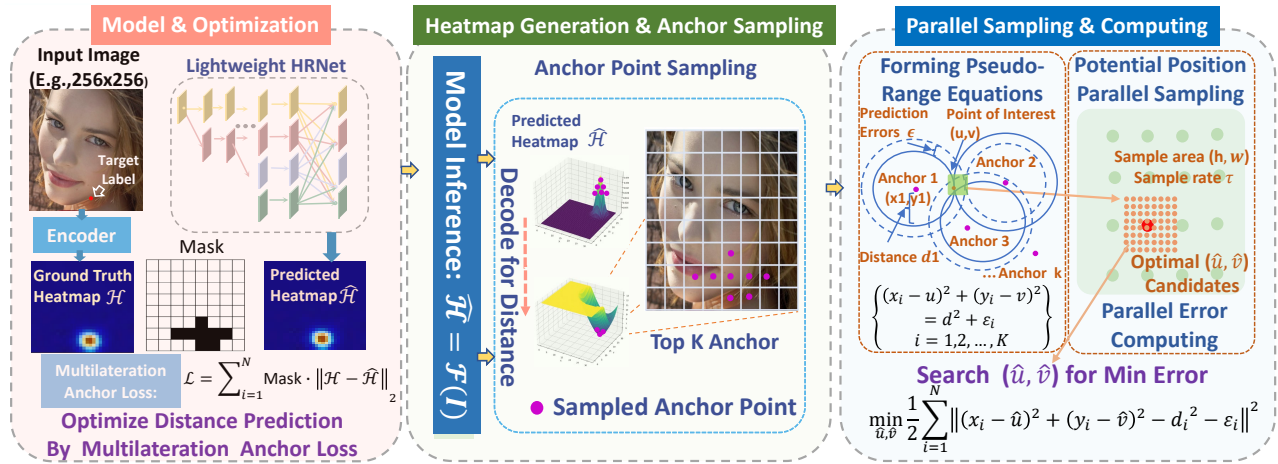 Model & Optimization
Input Image
(E.g.,256x256)
Lightweight HRNet
Target
Label
Encoder
Mask
Ground Truth
Heatmap ℋ
Predicted
Heatmap ℋ̂
Multilateration
Anchor Loss:
ℒ = ∑_{i=1}^{N} Mask · ‖ℋ − ℋ̂‖_2
Optimize Distance Prediction
By Multilateration Anchor Loss
Heatmap Generation & Anchor Sampling
Model Inference: ℋ̂ = ℱ(I)
Anchor Point Sampling
Predicted
Heatmap ℋ̂
Decode for Distance
Top K Anchor
Sampled Anchor Point
Parallel Sampling & Computing
Forming Pseudo-
Range Equations
Prediction
Errors ϵ
Point of Interest
(u,v)
Anchor 1
(x1,y1)
Anchor 2
Anchor 3
Distance d1
... Anchor k
{(x_i − u)² + (y_i − v)²
= d² + ε_i
i = 1,2, … , K}
Potential Position
Parallel Sampling
Sample area (h, w)
Sample rate τ
Optimal (û, v̂)
Candidates
Parallel Error
Computing
Search (û, v̂) for Min Error
min_{û,v̂} 1/2 ∑_{i=1}^{N} ‖(x_i − û)² + (y_i − v̂)² − d_i² − ε_i‖²